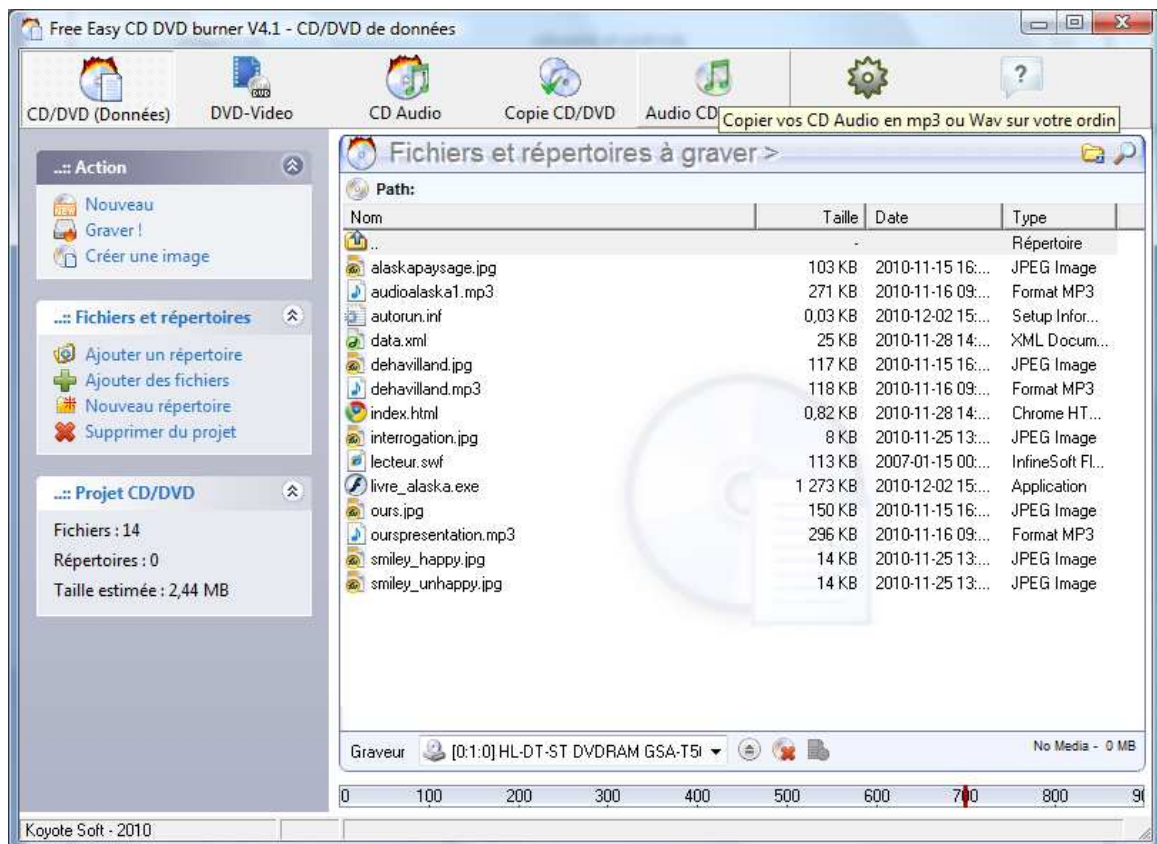 Free Easy CD DVD burner V4.1 - CD/DVD de données
CD/DVD (Données)
DVD-Video
CD Audio
Copie CD/DVD
Audio CD
?
Copier vos CD Audio en mp3 ou Wav sur votre ordin
..:: Action
Nouveau
Graver !
Créer une image
..:: Fichiers et répertoires
Ajouter un répertoire
Ajouter des fichiers
Nouveau répertoire
Supprimer du projet
..:: Projet CD/DVD
Fichiers : 14
Répertoires : 0
Taille estimée : 2,44 MB
Fichiers et répertoires à graver >
Path:
Nom Taille Date Type
.. - Répertoire
alaskapaysage.jpg 103 KB 2010-11-15 16:... JPEG Image
audioalaska1.mp3 271 KB 2010-11-16 09:... Format MP3
autorun.inf 0,03 KB 2010-12-02 15:... Setup Infor...
data.xml 25 KB 2010-11-28 14:... XML Docum...
dehavilland.jpg 117 KB 2010-11-15 16:... JPEG Image
dehavilland.mp3 118 KB 2010-11-16 09:... Format MP3
index.html 0,82 KB 2010-11-28 14:... Chrome HT...
interrogation.jpg 8 KB 2010-11-25 13:... JPEG Image
lecteur.swf 113 KB 2007-01-15 00:... InfineSoft Fl...
livre_alaska.exe 1 273 KB 2010-12-02 15:... Application
ours.jpg 150 KB 2010-11-15 16:... JPEG Image
ourspresentation.mp3 296 KB 2010-11-16 09:... Format MP3
smiley_happy.jpg 14 KB 2010-11-25 13:... JPEG Image
smiley_unhappy.jpg 14 KB 2010-11-25 13:... JPEG Image
Graveur [0:1:0] HL-DT-ST DVDRAM GSA-T5 No Media - 0 MB
0 100 200 300 400 500 600 700 800
Koyote Soft - 2010